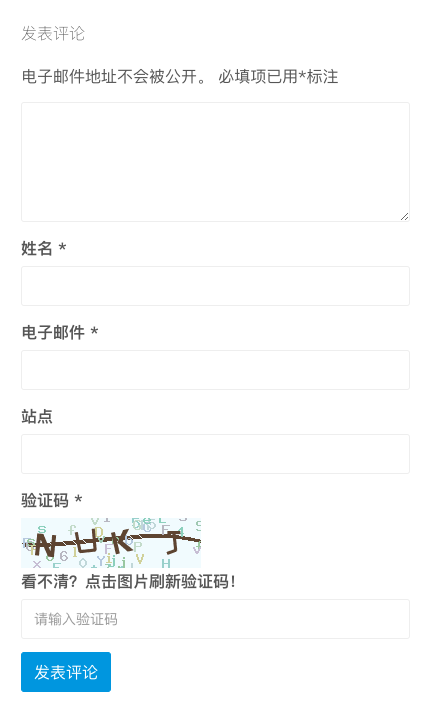 发表评论
电子邮件地址不会被公开。 必填项已用*标注
姓名 *
电子邮件 *
站点
验证码 *
看不清？点击图片刷新验证码！
请输入验证码
发表评论